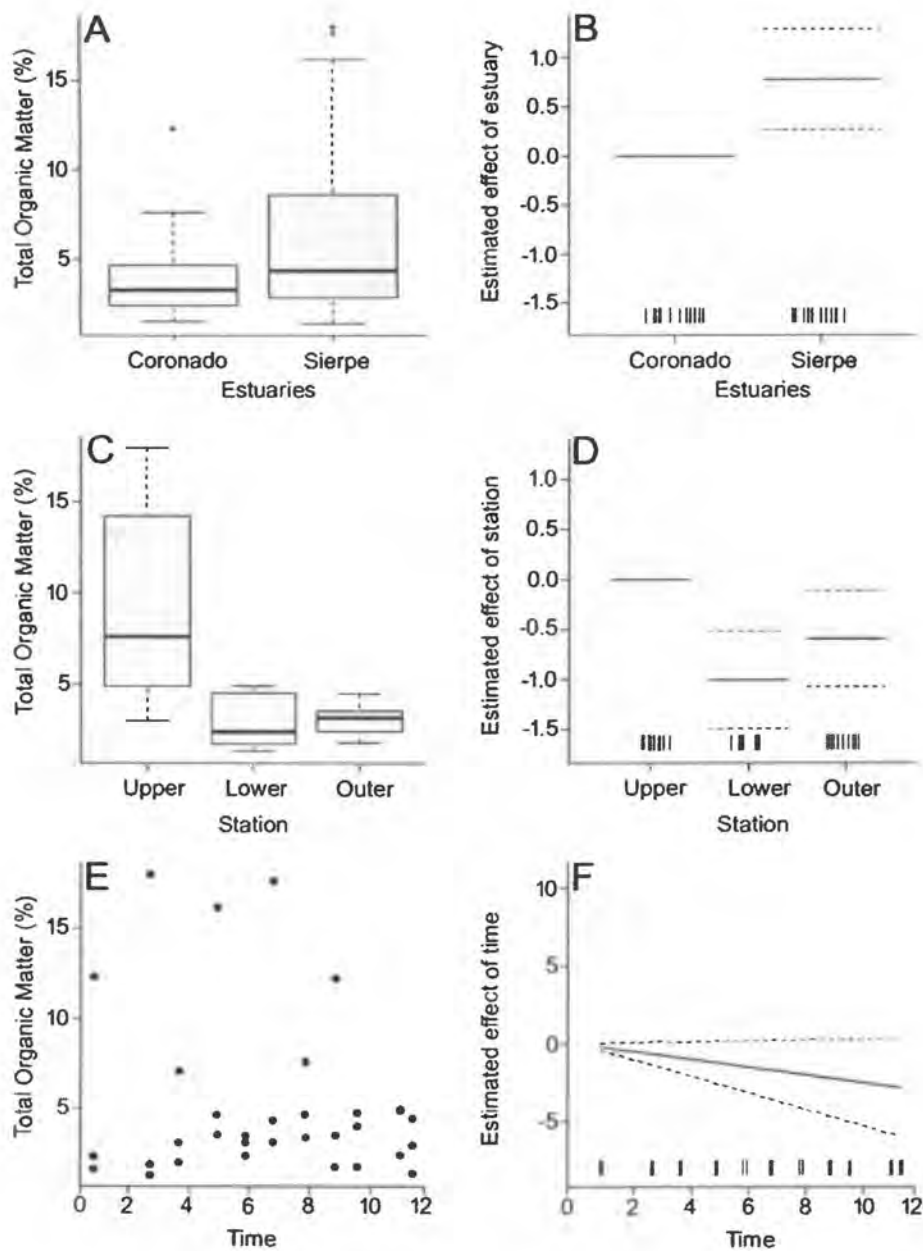 A
Total Organic Matter (%)
15
10
5
Coronado Sierpe
Estuaries
B
Estimated effect of estuary
1.0
0.5
0.0
-0.5
-1.0
-1.5
Coronado Sierpe
Estuaries
C
Total Organic Matter (%)
15
10
5
Upper Lower Outer
Station
D
Estimated effect of station
1.0
0.5
0.0
-0.5
-1.0
-1.5
Upper Lower Outer
Station
E
Total Organic Matter (%)
15
10
5
0 2 4 6 8 10 12
Time
F
Estimated effect of time
10
5
0
-5
0 2 4 6 8 10 12
Time